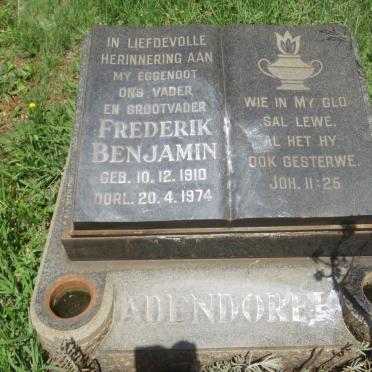 IN LIEFDEVOLLE
HERINNERING AAN
MY EGGENOOT
ONS VADER
EN GROOTVADER
FREDERIK
BENJAMIN
GEB. 10. 12. 1910
OORL. 20. 4. 1974
WIE IN MY GLO
SAL LEWE,
AL HET HY
OOK GESTERWE.
JOH. 11:25
ADENDORFF